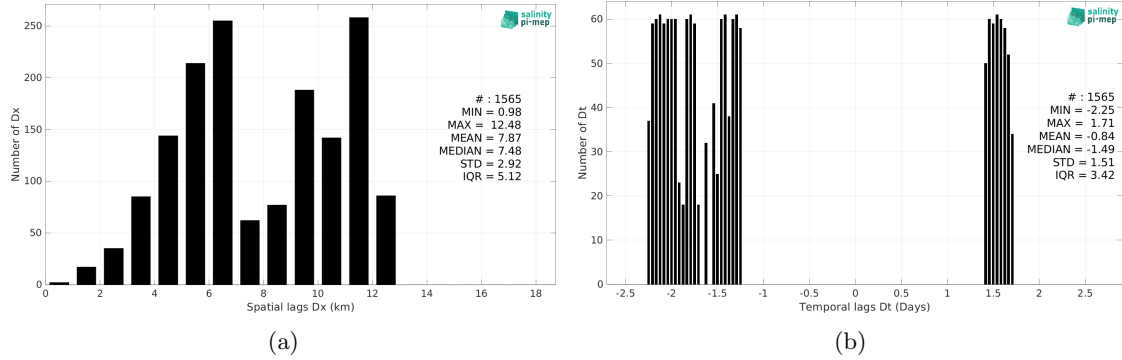 salinity
pi-mep
250
200
150
100
50
0
Number of Dx
# : 1565
MIN = 0.98
MAX = 12.48
MEAN = 7.87
MEDIAN = 7.48
STD = 2.92
IQR = 5.12
0 2 4 6 8 10 12 14 16 18
Spatial lags Dx (km)
(a)
salinity
pi-mep
60
50
40
30
20
10
0
Number of Dt
# : 1565
MIN = -2.25
MAX = 1.71
MEAN = -0.84
MEDIAN = -1.49
STD = 1.51
IQR = 3.42
-2.5 -2 -1.5 -1 -0.5 0 0.5 1 1.5 2 2.5
Temporal lags Dt (Days)
(b)